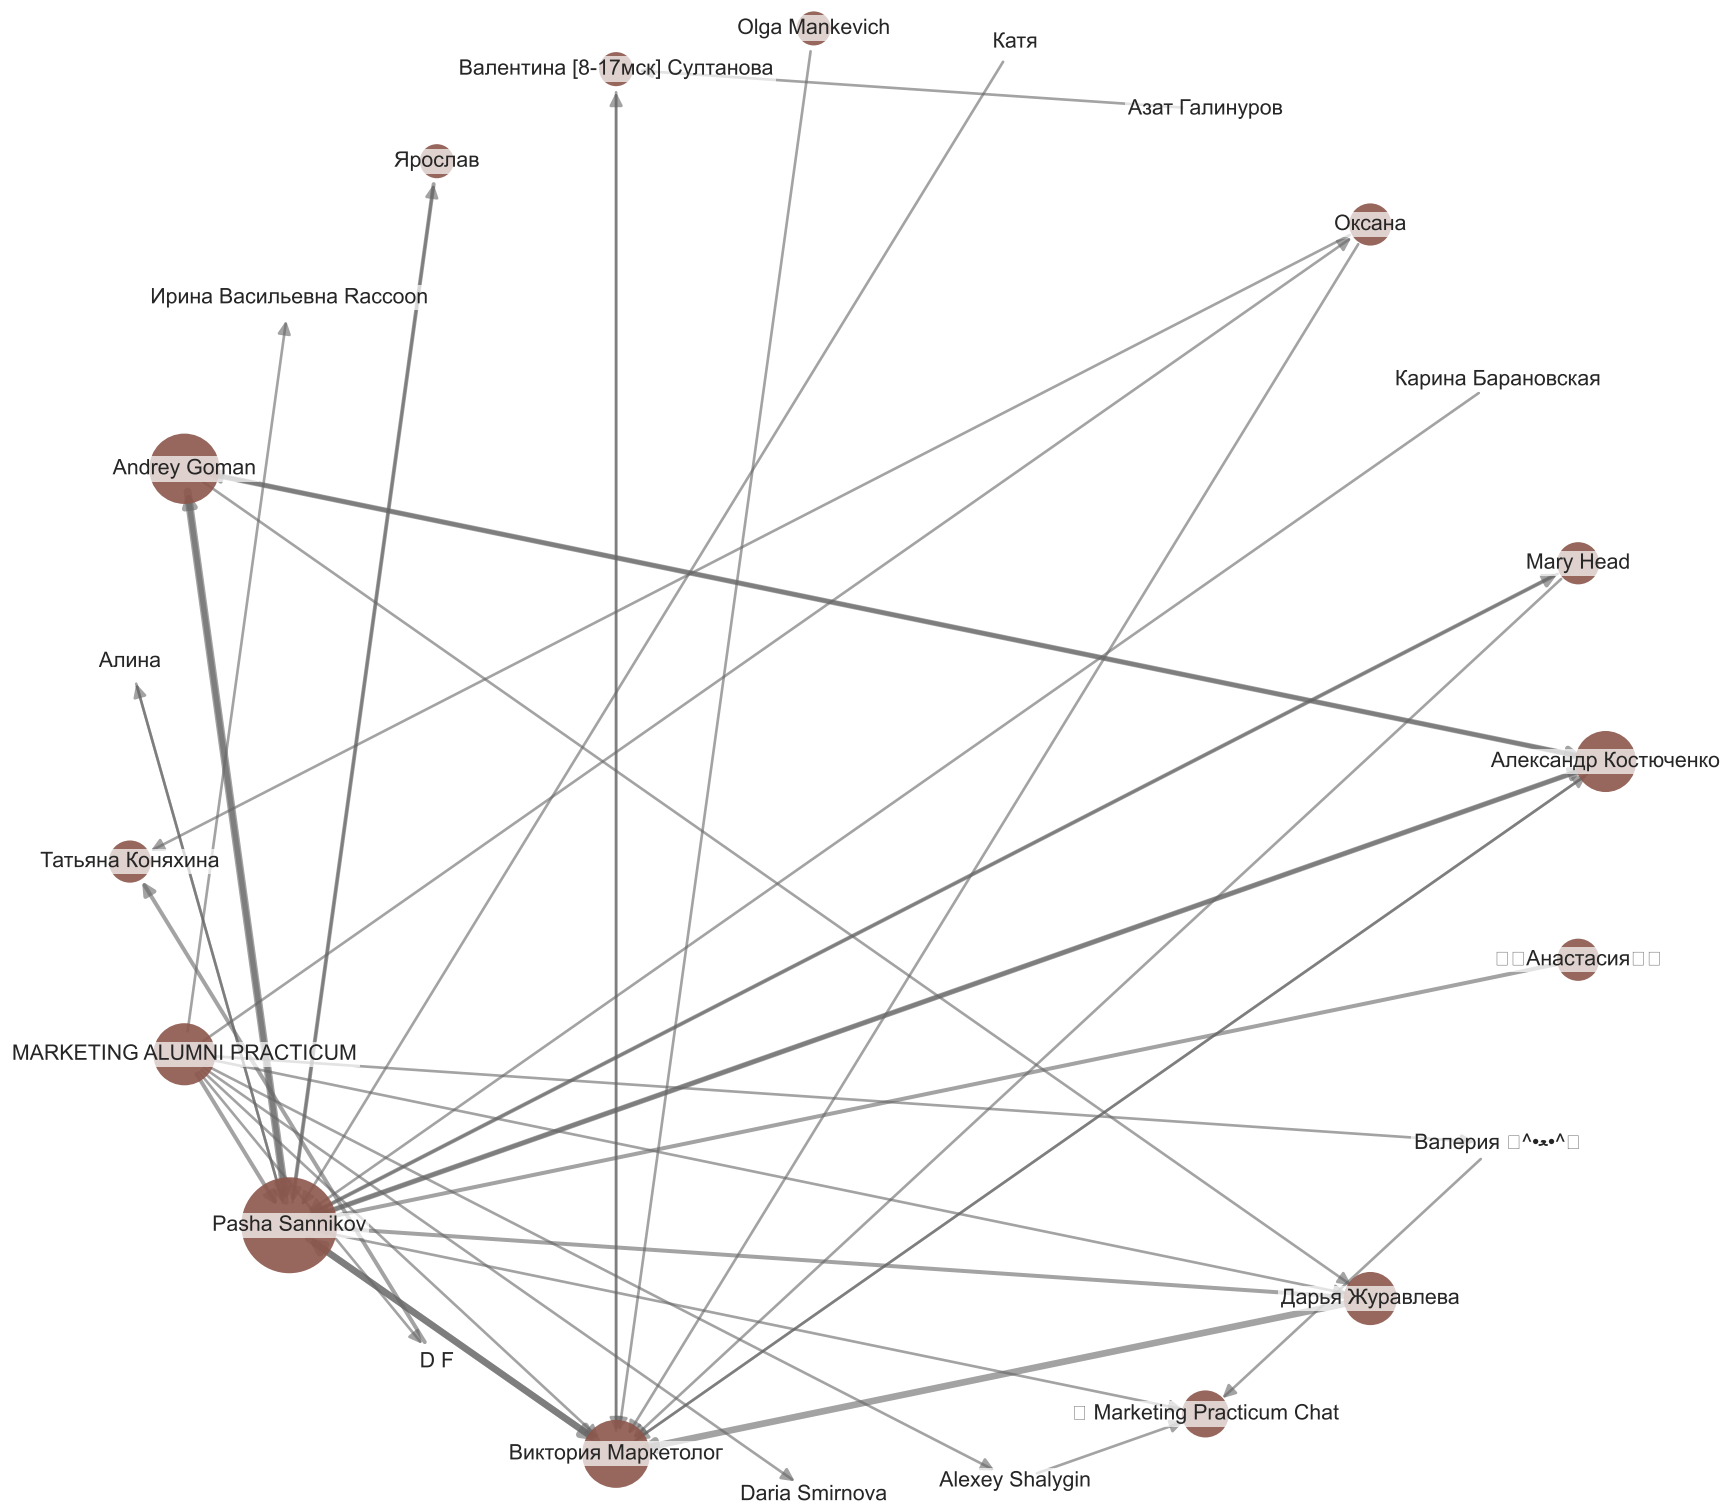 Olga Mankevich
Катя
Валентина [8-17мск] Султанова
Азат Галинуров
Ярослав
Оксана
Ирина Васильевна Raccoon
Карина Барановская
Andrey Goman
Mary Head
Алина
Александр Костюченко
Татьяна Коняхина
□□Анастасия□□
MARKETING ALUMNI PRACTICUM
Валерия □^•ﻌ•^□
Pasha Sannikov
Дарья Журавлева
D F
□ Marketing Practicum Chat
Виктория Маркетолог
Alexey Shalygin
Daria Smirnova